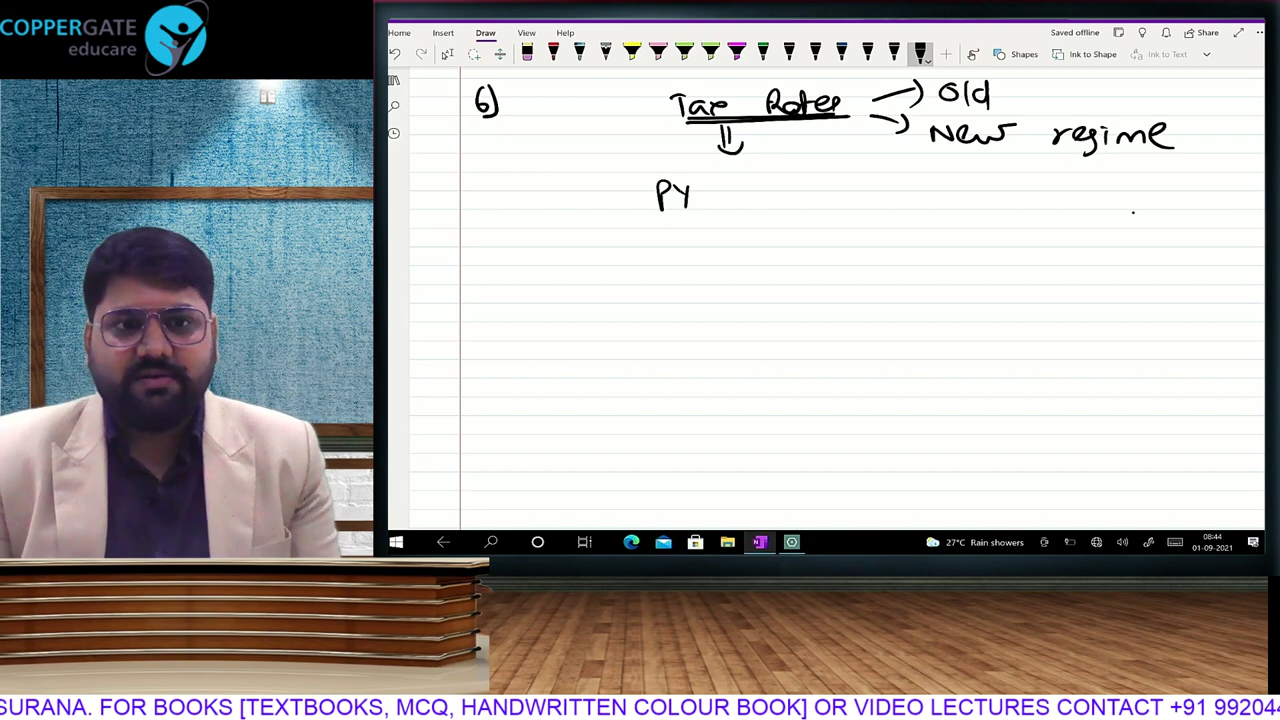 COPPERGATE
educare
Home Insert Draw View Help
Saved offline
Share
Shapes
Ink to Shape
Ink to Text
6) Tax Rates → Old
→ New regime
PY
27°C Rain showers
08:44
01-09-2021
SURANA. FOR BOOKS [TEXTBOOKS, MCQ, HANDWRITTEN COLOUR BOOK] OR VIDEO LECTURES CONTACT +91 99204